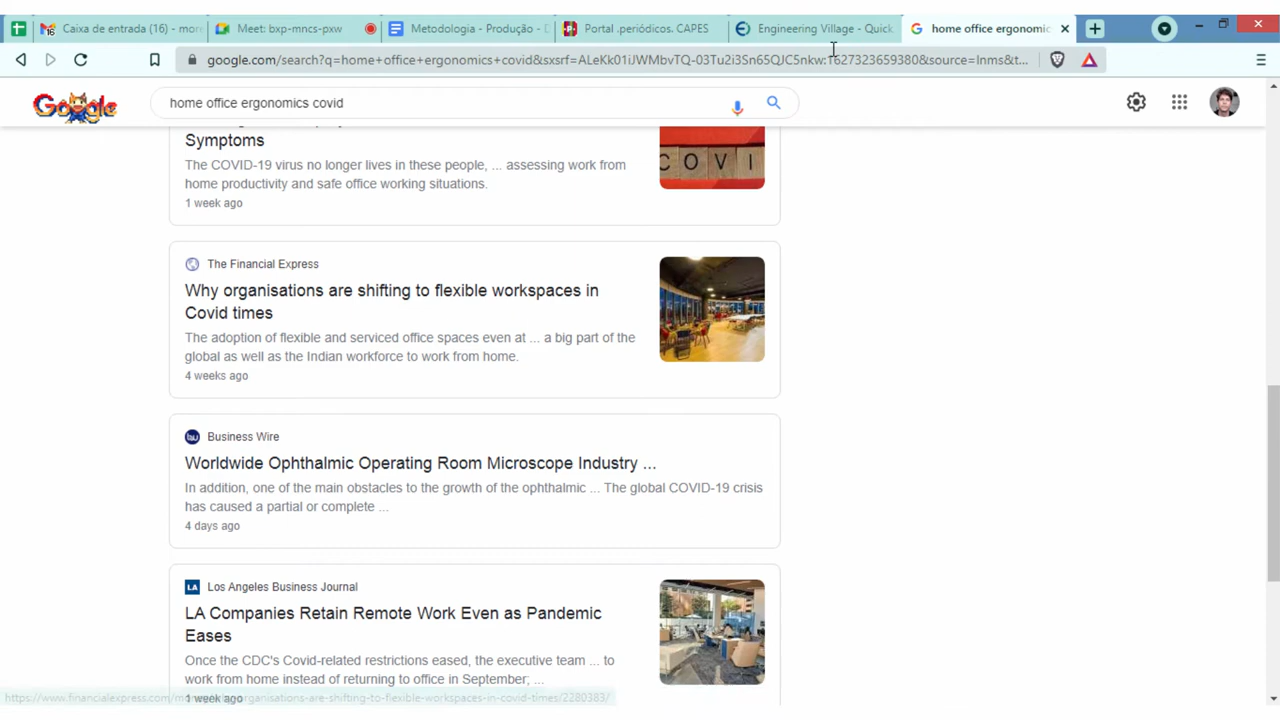 Caixa de entrada (16) - mor
Meet: bxp-mncs-pxw
Metodologia - Produção - D
Portal .periódicos. CAPES
Engineering Village - Quick
home office ergonomic
google.com/search?q=home+office+ergonomics+covid&sxsrf=ALeKk01iJWMbvTQ-03Tu2i3Sn65QJC5nkw:1627323659380&source=lnms&t...
Google
home office ergonomics covid
Symptoms
The COVID-19 virus no longer lives in these people, ... assessing work from
home productivity and safe office working situations.
1 week ago
COVI
The Financial Express
Why organisations are shifting to flexible workspaces in
Covid times
The adoption of flexible and serviced office spaces even at ... a big part of the
global as well as the Indian workforce to work from home.
4 weeks ago
Business Wire
Worldwide Ophthalmic Operating Room Microscope Industry ...
In addition, one of the main obstacles to the growth of the ophthalmic ... The global COVID-19 crisis
has caused a partial or complete ...
4 days ago
LA
Los Angeles Business Journal
LA Companies Retain Remote Work Even as Pandemic
Eases
Once the CDC's Covid-related restrictions eased, the executive team ... to
work from home instead of returning to office in September; ...
1 week ago